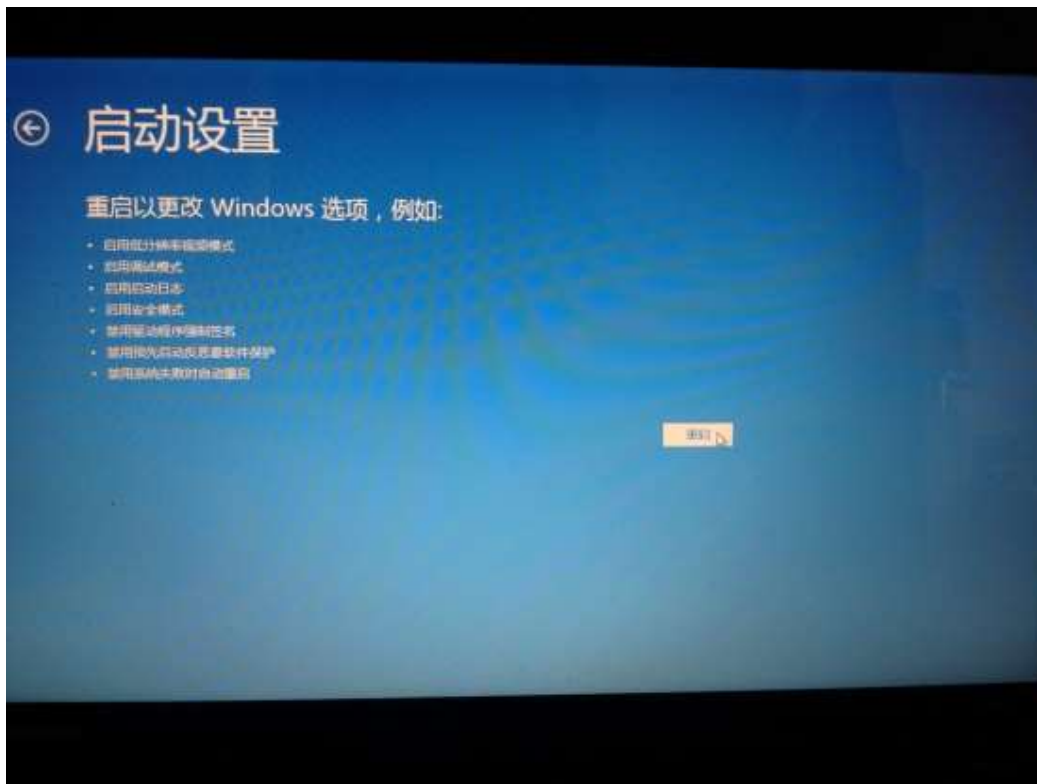 启动设置
重启以更改 Windows 选项，例如:
• 启用低分辨率视频模式
• 启用调试模式
• 启用启动日志
• 启用安全模式
• 禁用驱动程序强制签名
• 禁用预先启动反恶意软件保护
• 禁用系统失败时自动重启
重启